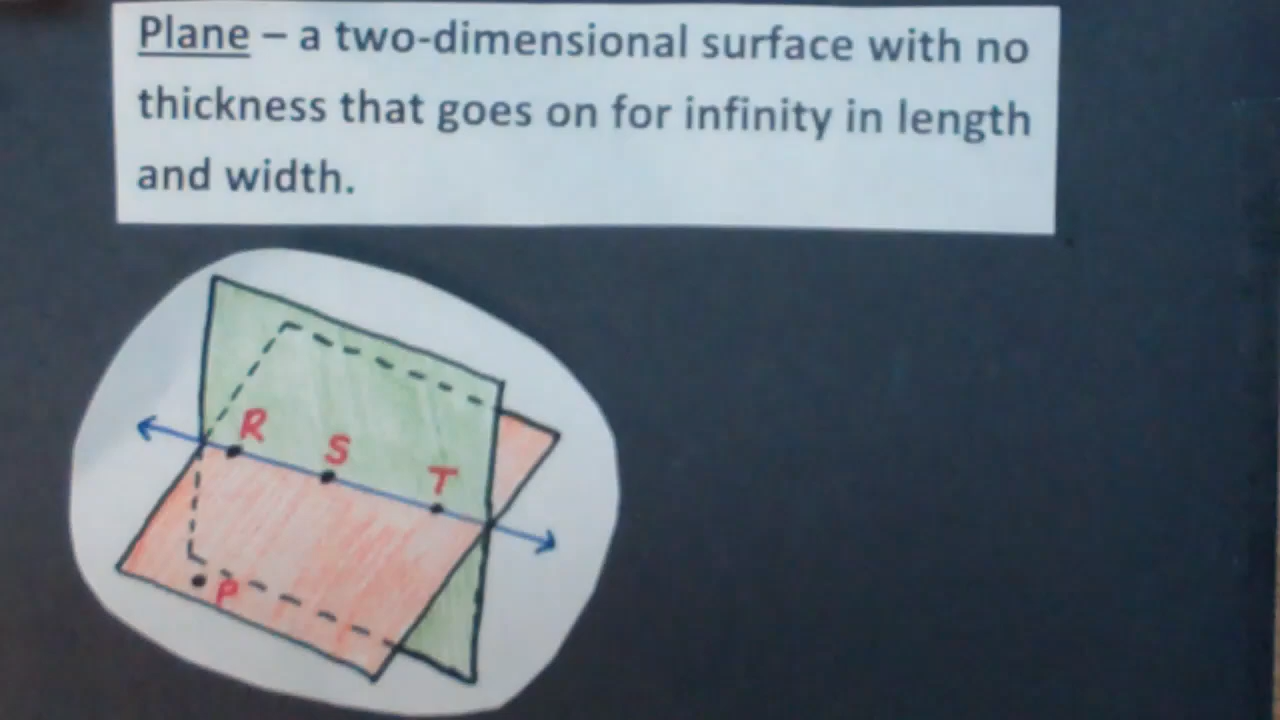 Plane – a two-dimensional surface with no
thickness that goes on for infinity in length
and width.
R
S
T
P